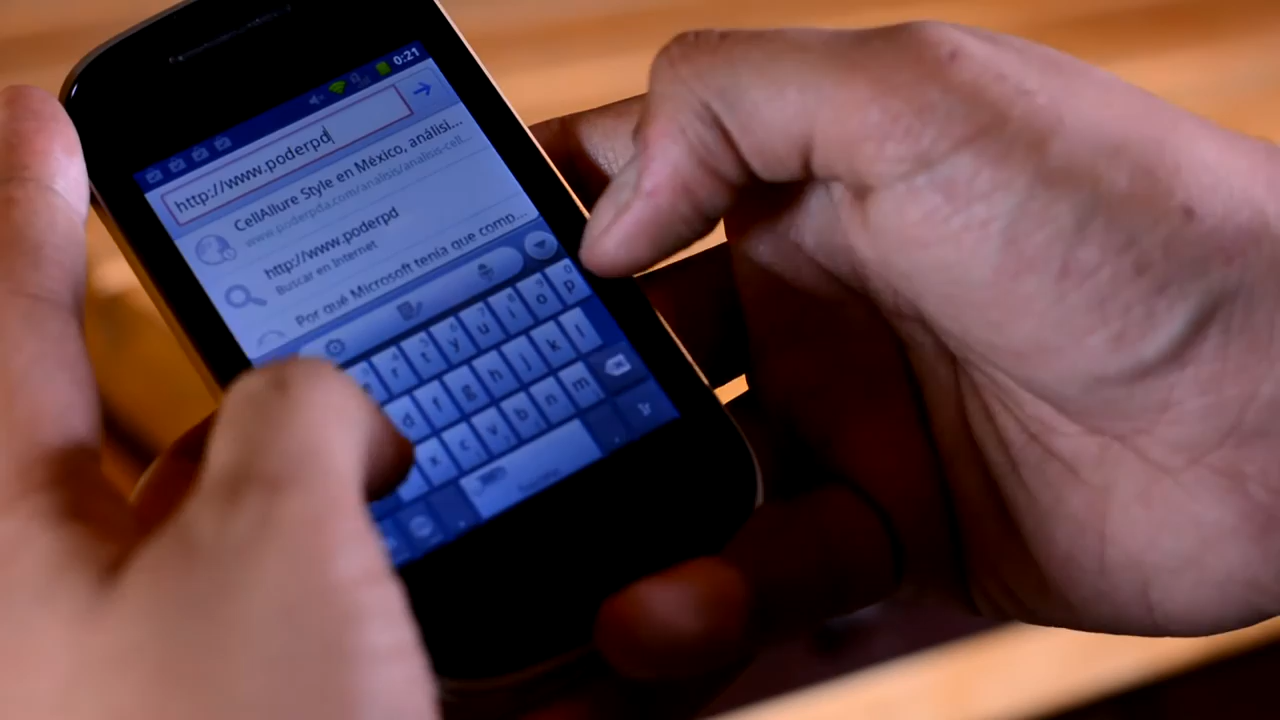 0:21
http://www.poderpd
CellAllure Style en México, análisi...
www.poderpda.com/analisis/analisis-cell...
http://www.poderpd
Buscar en Internet
Por qué Microsoft tenía que comp...
r t y u i o p
d f g h j k l
x c v b n m